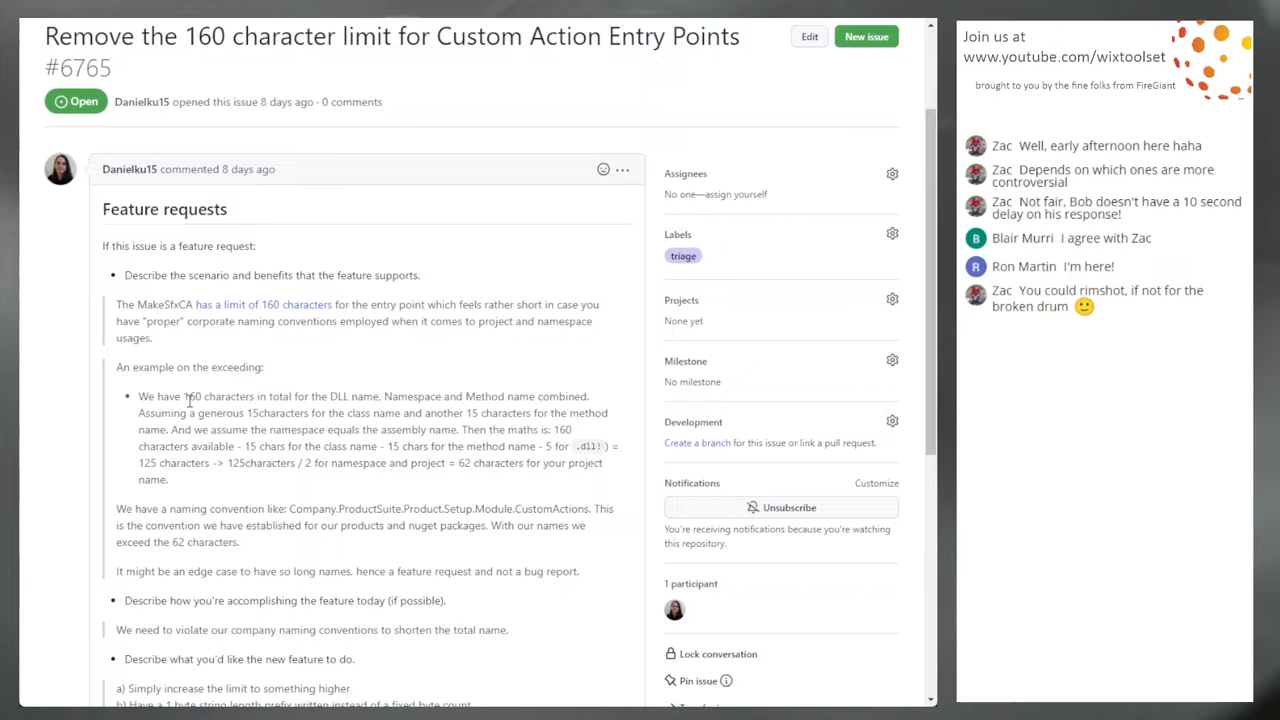 Remove the 160 character limit for Custom Action Entry Points
#6765
Edit
New issue
Open
Danielku15 opened this issue 8 days ago · 0 comments
Danielku15 commented 8 days ago
Feature requests
If this issue is a feature request:
• Describe the scenario and benefits that the feature supports.
The MakeSfxCA has a limit of 160 characters for the entry point which feels rather short in case you
have "proper" corporate naming conventions employed when it comes to project and namespace
usages.
An example on the exceeding:
• We have 160 characters in total for the DLL name, Namespace and Method name combined.
Assuming a generous 15characters for the class name and another 15 characters for the method
name. And we assume the namespace equals the assembly name. Then the maths is: 160
characters available - 15 chars for the class name - 15 chars for the method name - 5 for .dll! ) =
125 characters -> 125characters / 2 for namespace and project = 62 characters for your project
name.
We have a naming convention like: Company.ProductSuite.Product.Setup.Module.CustomActions. This
is the convention we have established for our products and nuget packages. With our names we
exceed the 62 characters.
It might be an edge case to have so long names, hence a feature request and not a bug report.
• Describe how you're accomplishing the feature today (if possible).
We need to violate our company naming conventions to shorten the total name.
• Describe what you'd like the new feature to do.
a) Simply increase the limit to something higher
b) Have a 1 byte string length prefix written instead of a fixed byte count
Assignees
No one—assign yourself
Labels
triage
Projects
None yet
Milestone
No milestone
Development
Create a branch for this issue or link a pull request.
Notifications
Customize
Unsubscribe
You're receiving notifications because you're watching
this repository.
1 participant
Lock conversation
Pin issue
Join us at
www.youtube.com/wixtoolset
brought to you by the fine folks from FireGiant
Zac Well, early afternoon here haha
Zac Depends on which ones are more
controversial
Zac Not fair, Bob doesn't have a 10 second
delay on his response!
B Blair Murri I agree with Zac
R Ron Martin I'm here!
Zac You could rimshot, if not for the
broken drum 🙂